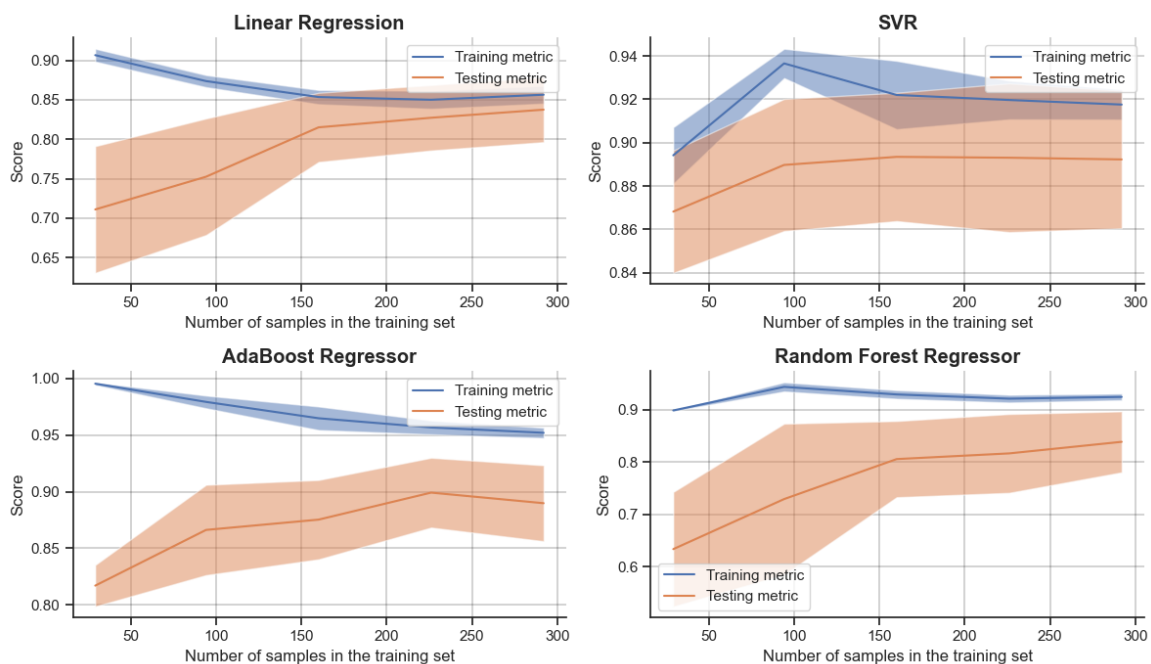 Linear Regression
0.90
0.85
0.80
0.75
0.70
0.65
Score
Training metric
Testing metric
50
100
150
200
250
300
Number of samples in the training set
SVR
0.94
0.92
0.90
0.88
0.86
0.84
Score
Training metric
Testing metric
50
100
150
200
250
300
Number of samples in the training set
AdaBoost Regressor
1.00
0.95
0.90
0.85
0.80
Score
Training metric
Testing metric
50
100
150
200
250
300
Number of samples in the training set
Random Forest Regressor
0.9
0.8
0.7
0.6
Score
Training metric
Testing metric
50
100
150
200
250
300
Number of samples in the training set